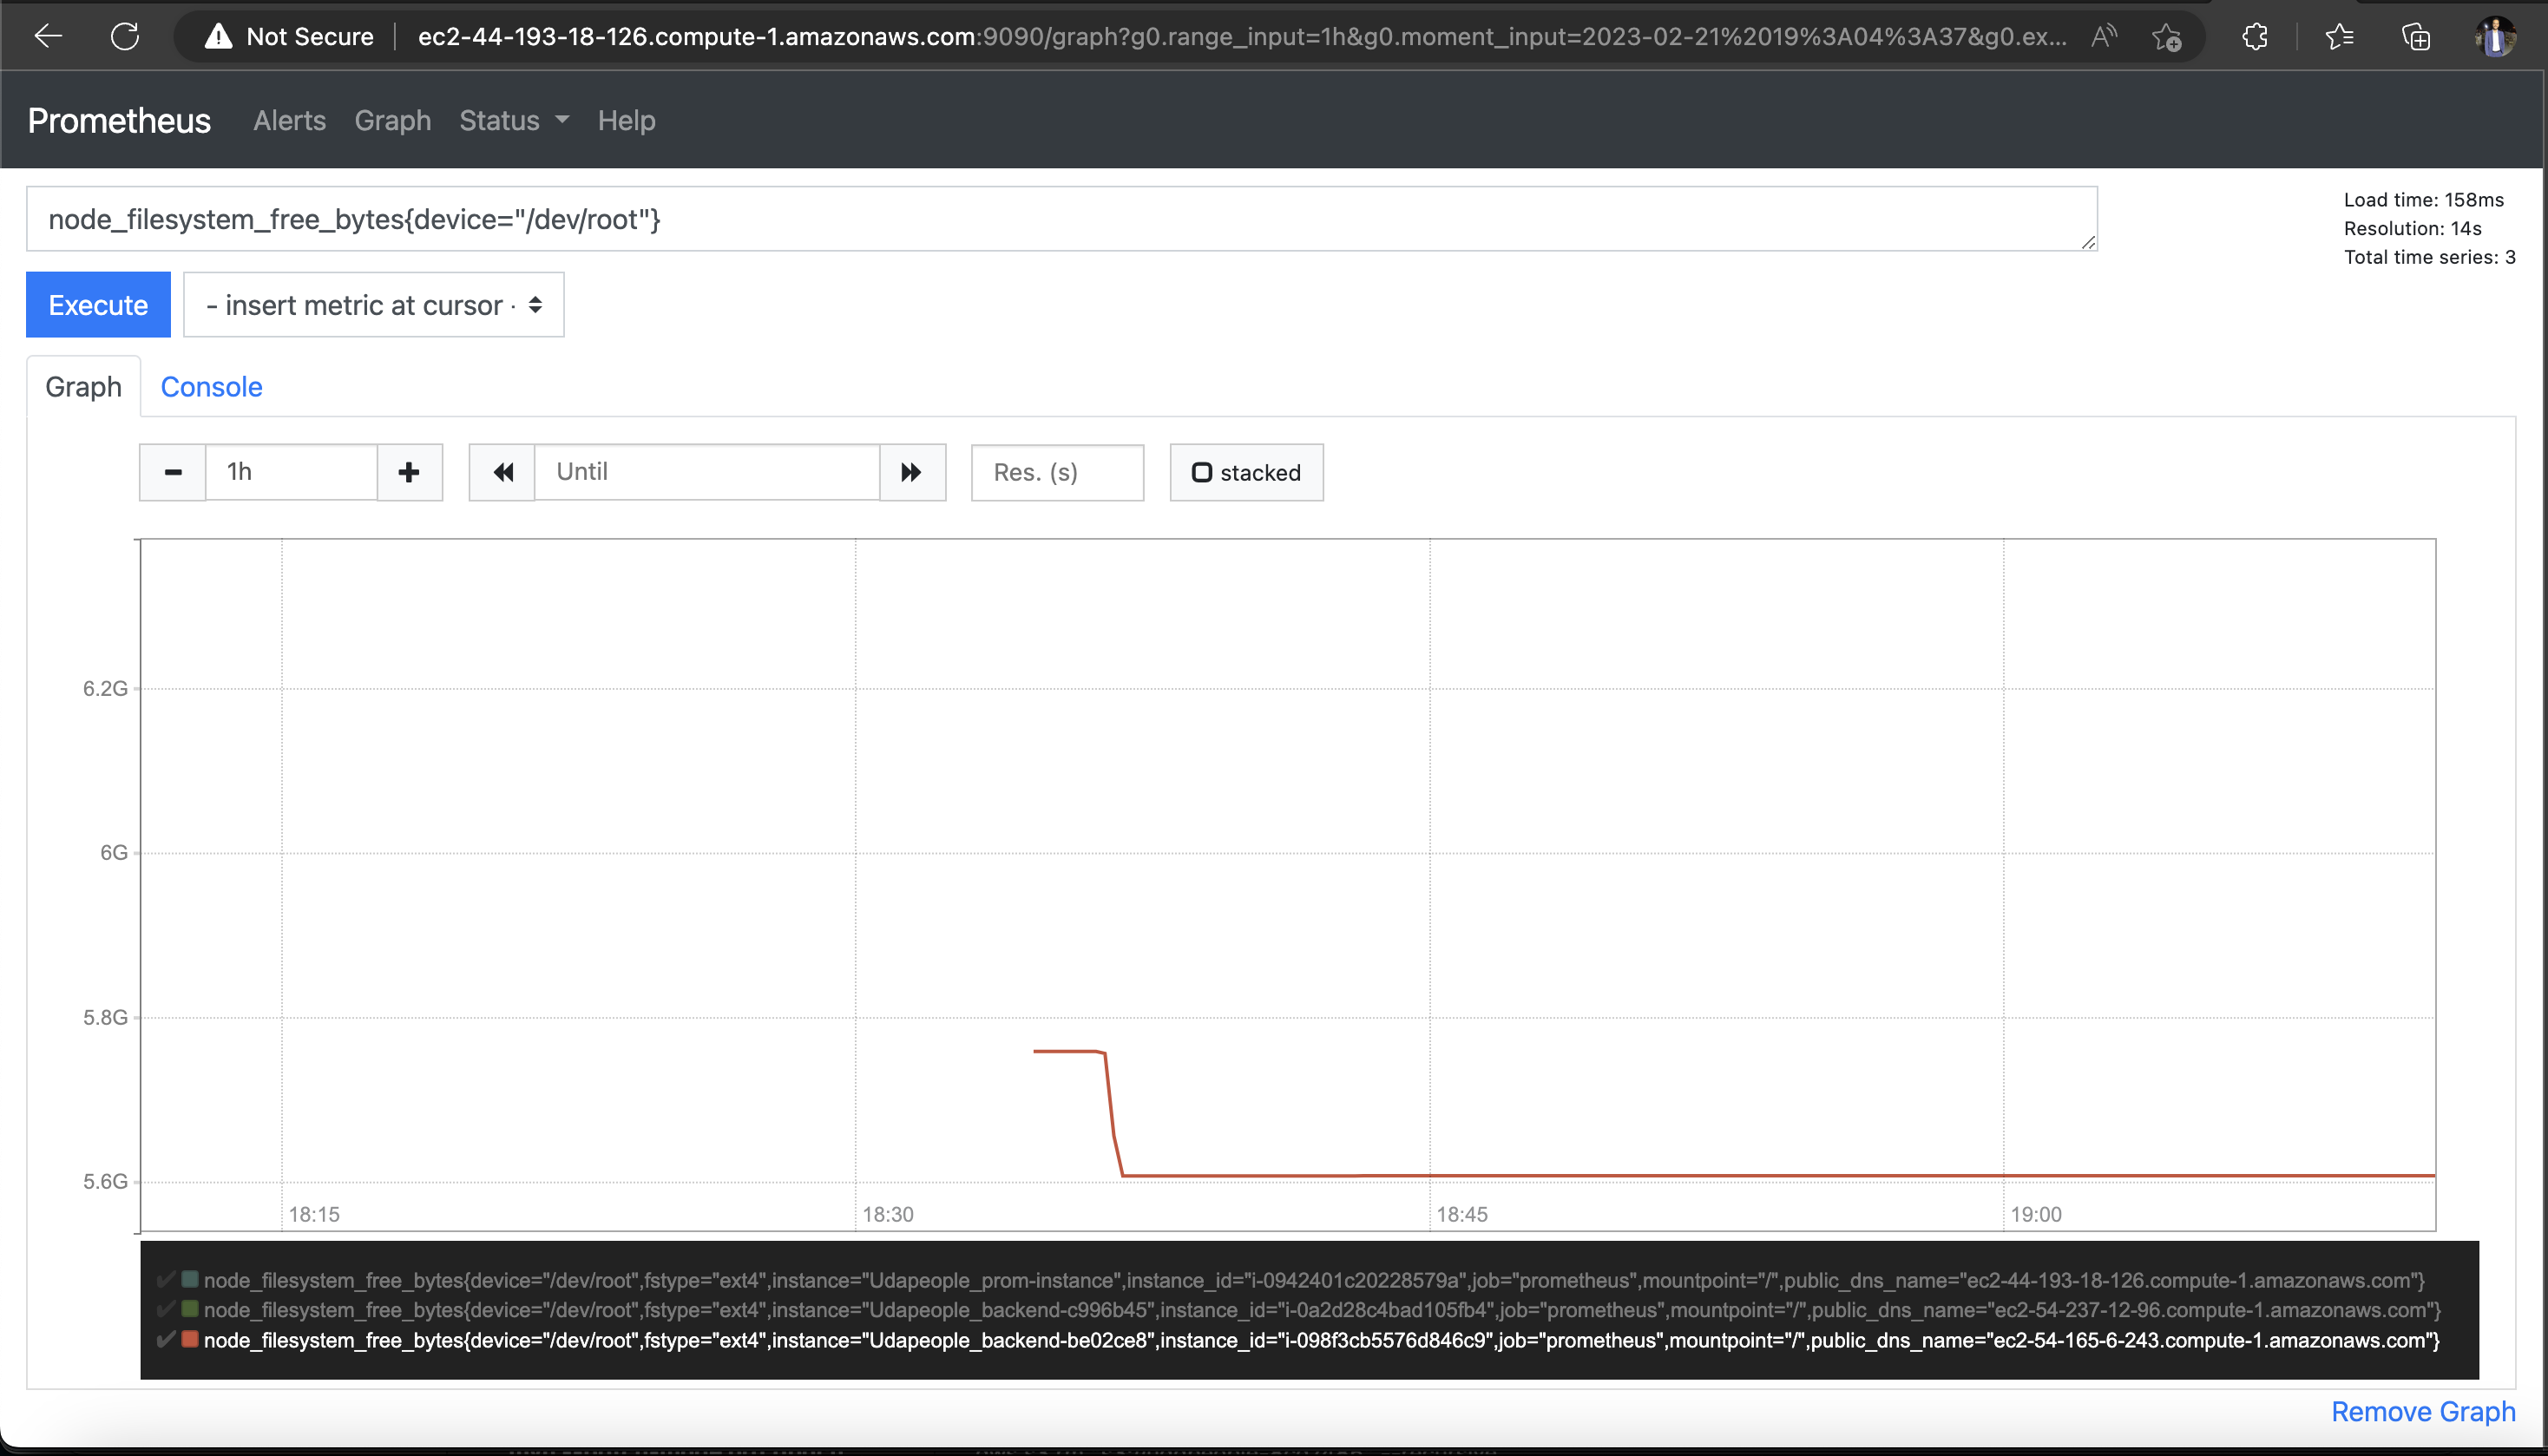 Not Secure
ec2-44-193-18-126.compute-1.amazonaws.com:9090/graph?g0.range_input=1h&g0.moment_input=2023-02-21%2019%3A04%3A37&g0.ex...
Prometheus Alerts Graph Status Help
node_filesystem_free_bytes{device="/dev/root"}
Load time: 158ms
Resolution: 14s
Total time series: 3
Execute
- insert metric at cursor ·
Graph Console
1h
Until
Res. (s)
stacked
6.2G
6G
5.8G
5.6G
18:15 18:30 18:45 19:00
node_filesystem_free_bytes{device="/dev/root",fstype="ext4",instance="Udapeople_prom-instance",instance_id="i-0942401c20228579a",job="prometheus",mountpoint="/",public_dns_name="ec2-44-193-18-126.compute-1.amazonaws.com"}
node_filesystem_free_bytes{device="/dev/root",fstype="ext4",instance="Udapeople_backend-c996b45",instance_id="i-0a2d28c4bad105fb4",job="prometheus",mountpoint="/",public_dns_name="ec2-54-237-12-96.compute-1.amazonaws.com"}
node_filesystem_free_bytes{device="/dev/root",fstype="ext4",instance="Udapeople_backend-be02ce8",instance_id="i-098f3cb5576d846c9",job="prometheus",mountpoint="/",public_dns_name="ec2-54-165-6-243.compute-1.amazonaws.com"}
Remove Graph